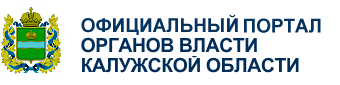 ОФИЦИАЛЬНЫЙ ПОРТАЛ
ОРГАНОВ ВЛАСТИ
КАЛУЖСКОЙ ОБЛАСТИ